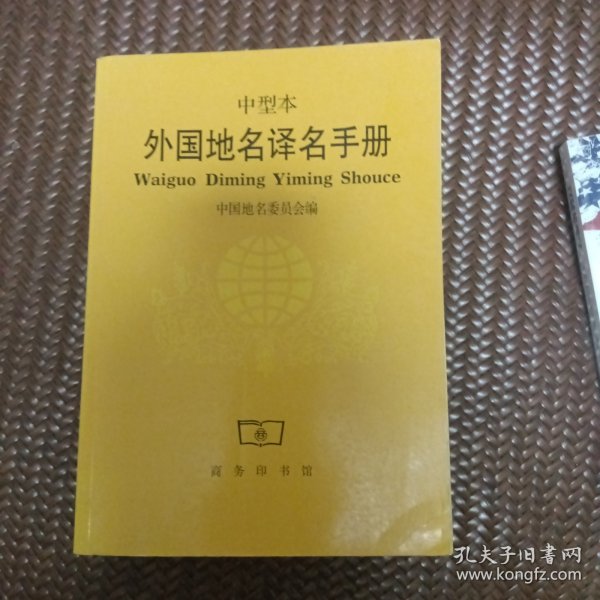 中型本
外国地名译名手册
Waiguo Diming Yiming Shouce
中国地名委员会编
商务印书馆
孔夫子旧书网
www.kongfz.com